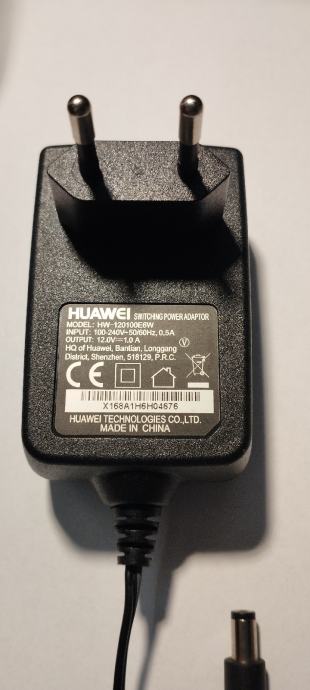 HUAWEI SWITCHING POWER ADAPTOR
MODEL: HW-120100E6W
INPUT: 100-240V~50/60Hz, 0.5A
OUTPUT: 12.0V⎓1.0 A
V
HQ of Huawei, Bantian, Longgang
District, Shenzhen, 518129, P.R.C.
CE
X168A1H6H04676
HUAWEI TECHNOLOGIES CO.,LTD.
MADE IN CHINA